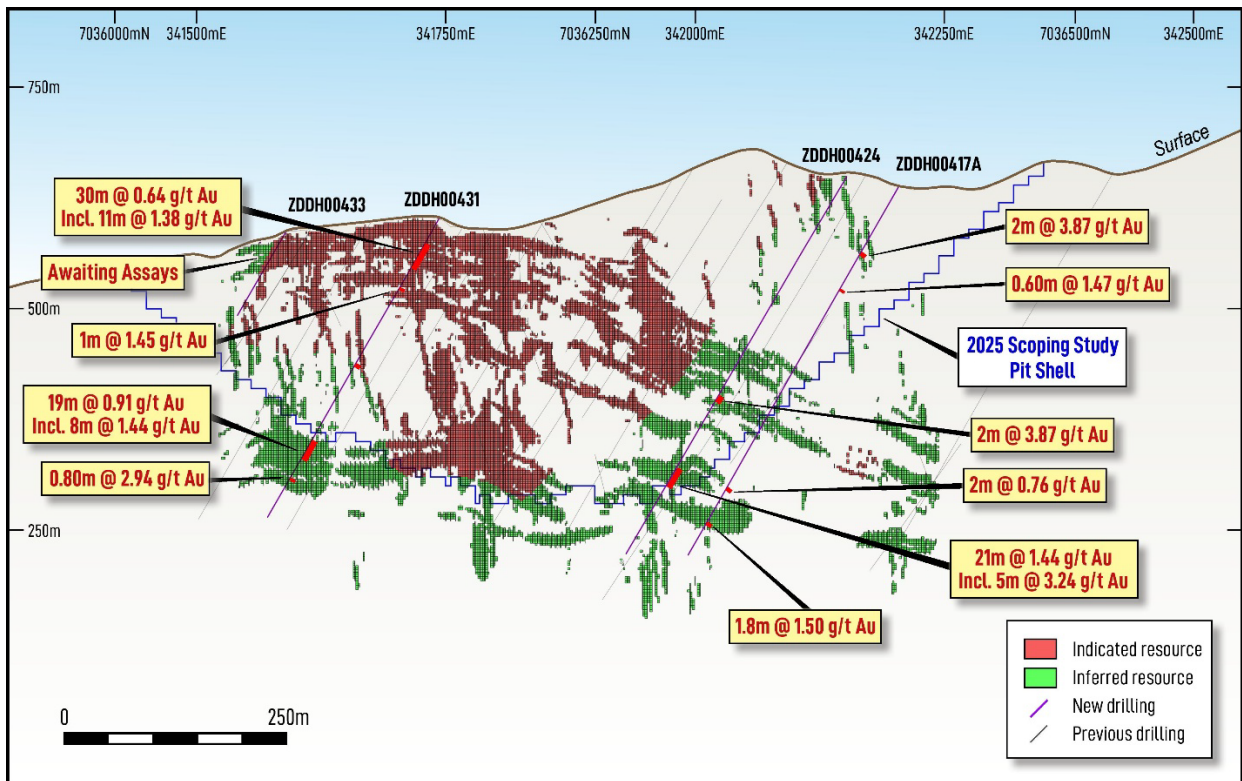 7036000mN
341500mE
341750mE
7036250mN
342000mE
342250mE
7036500mN
342500mE
750m
500m
250m
Surface
ZDDH00433
ZDDH00431
ZDDH00424
ZDDH00417A
30m @ 0.64 g/t Au
Incl. 11m @ 1.38 g/t Au
Awaiting Assays
1m @ 1.45 g/t Au
19m @ 0.91 g/t Au
Incl. 8m @ 1.44 g/t Au
0.80m @ 2.94 g/t Au
2m @ 3.87 g/t Au
0.60m @ 1.47 g/t Au
2025 Scoping Study
Pit Shell
2m @ 3.87 g/t Au
2m @ 0.76 g/t Au
21m @ 1.44 g/t Au
Incl. 5m @ 3.24 g/t Au
1.8m @ 1.50 g/t Au
Indicated resource
Inferred resource
New drilling
Previous drilling
0
250m